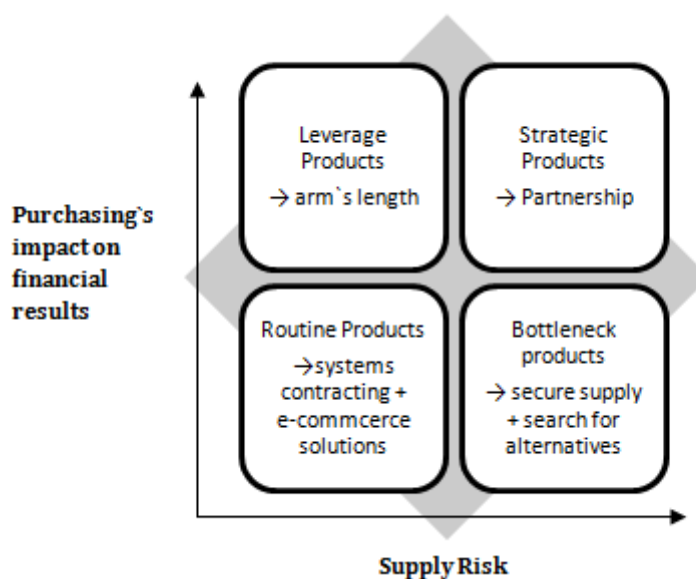 Leverage
Products
→ arm`s length
Strategic
Products
→ Partnership
Purchasing`s
impact on
financial
results
Routine Products
→systems
contracting +
e-commcerce
solutions
Bottleneck
products
→ secure supply
+ search for
alternatives
Supply Risk